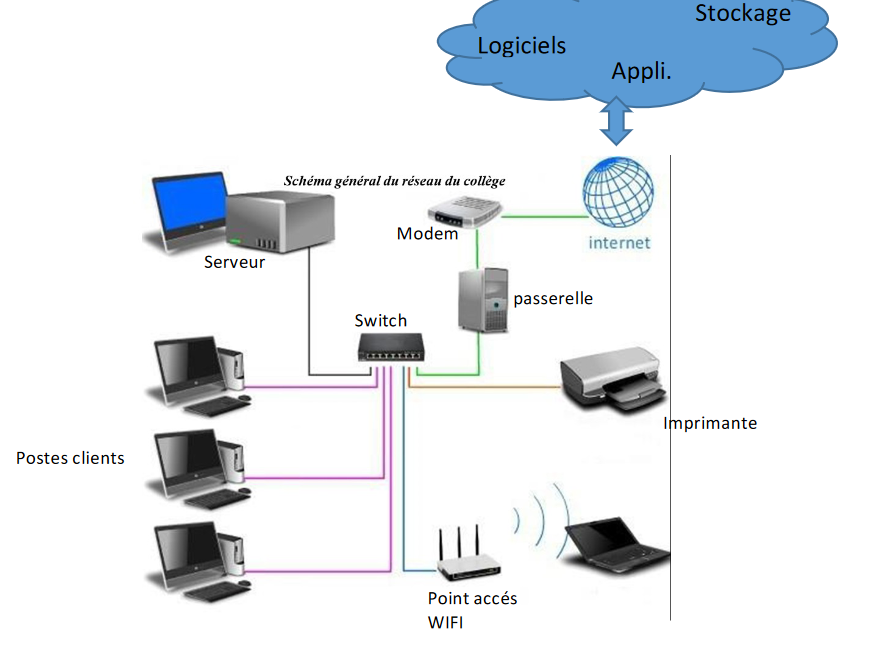 Stockage
Logiciels
Appli.
Schéma général du réseau du collège
Modem
internet
Serveur
passerelle
Switch
Imprimante
Postes clients
Point accés
WIFI